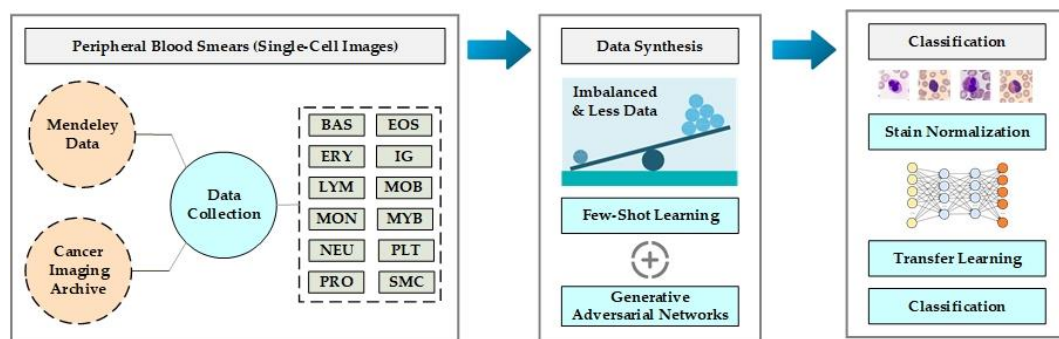 Peripheral Blood Smears (Single-Cell Images)
Mendeley
Data
Cancer
Imaging
Archive
Data
Collection
BAS EOS
ERY IG
LYM MOB
MON MYB
NEU PLT
PRO SMC
Data Synthesis
Imbalanced
& Less Data
Few-Shot Learning
Generative
Adversarial Networks
Classification
Stain Normalization
Transfer Learning
Classification